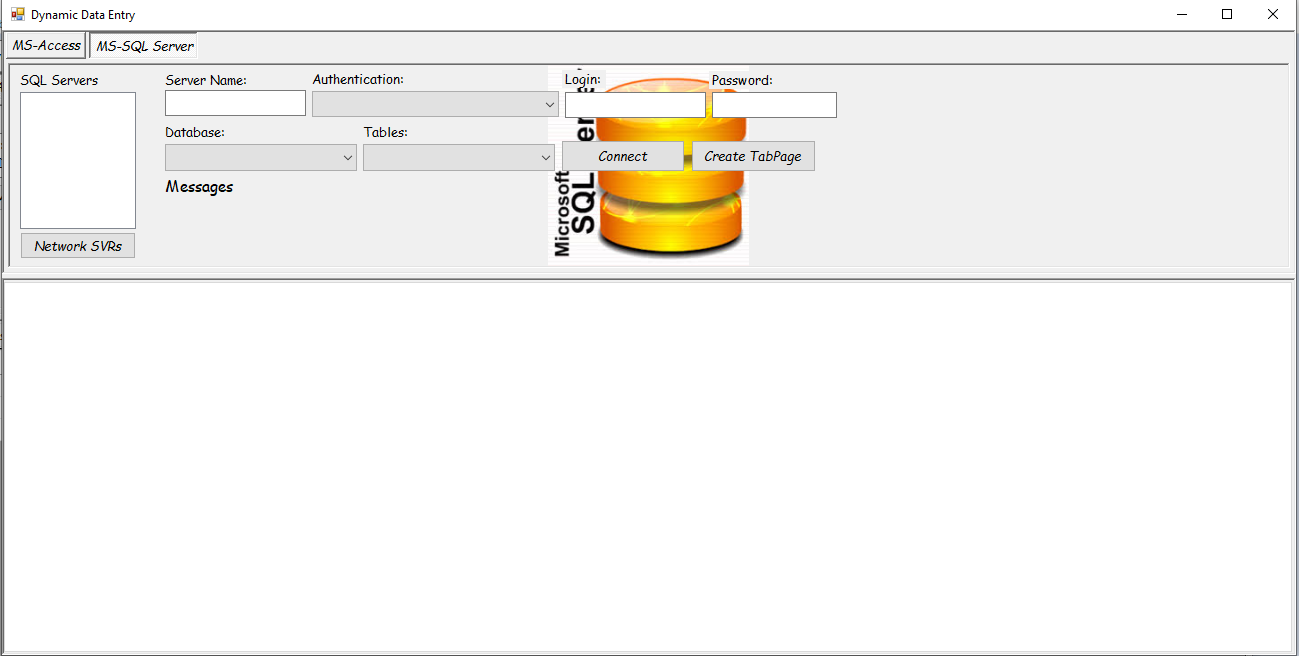 Dynamic Data Entry
MS-Access MS-SQL Server
SQL Servers Server Name: Authentication: Login: Password:
Database: Tables:
Connect Create TabPage
Messages
Network SVRs
Microsoft
SQL